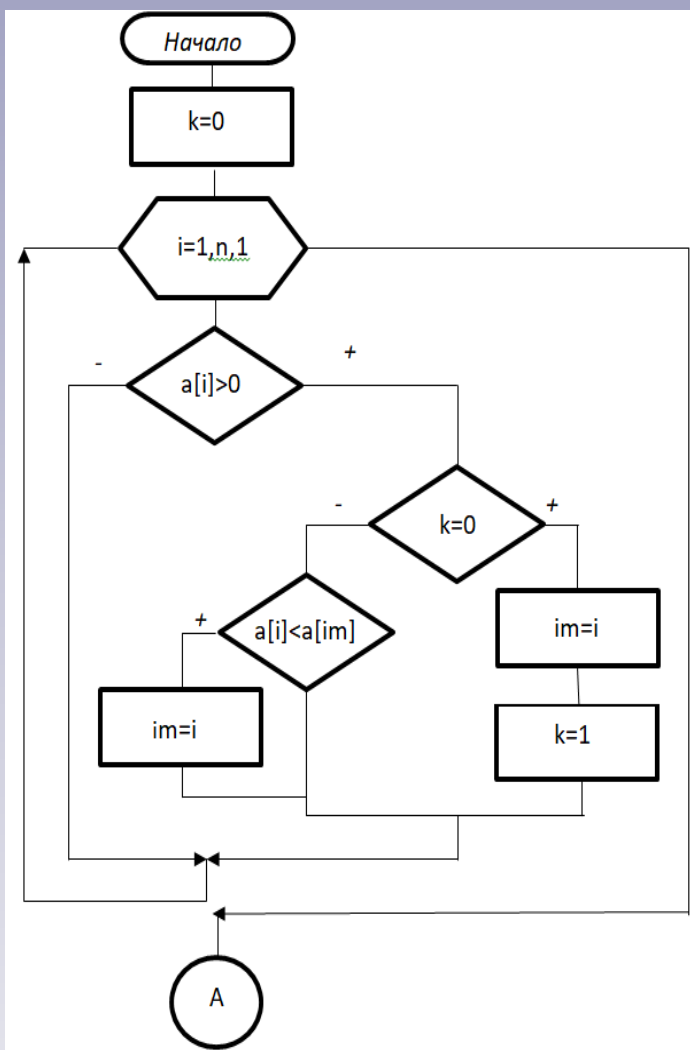 Начало
k=0
i=1,n,1
-
+
a[i]>0
-
+
k=0
+
a[i]<a[im]
im=i
im=i
k=1
A